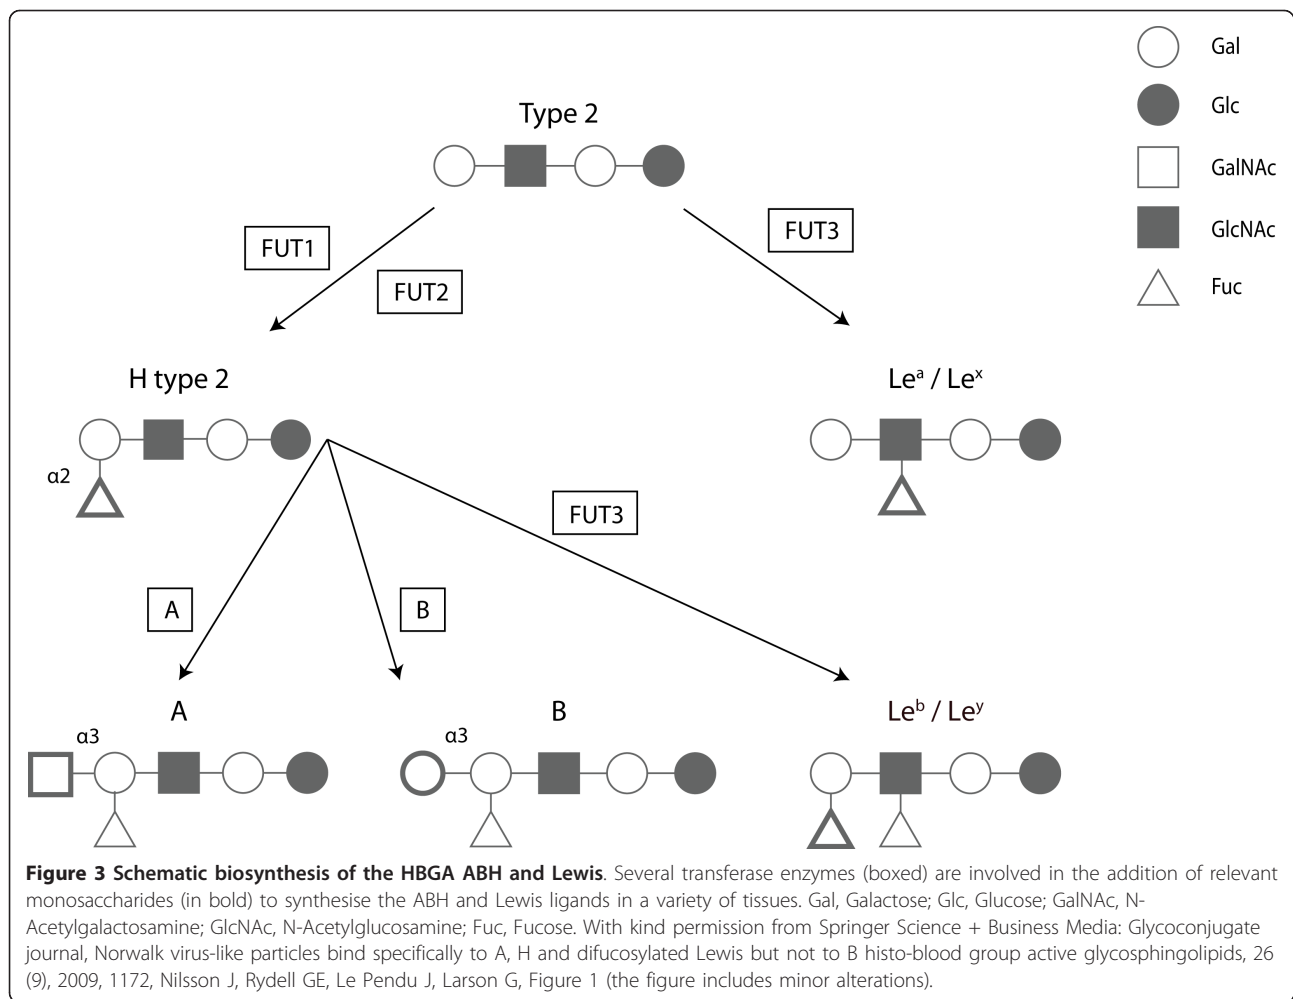 Gal
Glc
GalNAc
GlcNAc
Fuc
Type 2
FUT1
FUT2
FUT3
H type 2
Leᵃ / Leˣ
α2
FUT3
A
B
A
B
Leᵇ / Leʸ
α3
α3
Figure 3 Schematic biosynthesis of the HBGA ABH and Lewis. Several transferase enzymes (boxed) are involved in the addition of relevant
monosaccharids (in bold) to synthesise the ABH and Lewis ligands in a variety of tissues. Gal, Galactose; Glc, Glucose; GalNAc, N-
Acetylgalactosamine; GlcNAc, N-Acetylglucosamine; Fuc, Fucose. With kind permission from Springer Science + Business Media: Glycoconjugate
journal, Norwalk virus-like particles bind specifically to A, H and difucosylated Lewis but not to B histo-blood group active glycosphingolipids, 26
(9), 2009, 1172, Nilsson J, Rydell GE, Le Pendu J, Larson G, Figure 1 (the figure includes minor alterations).